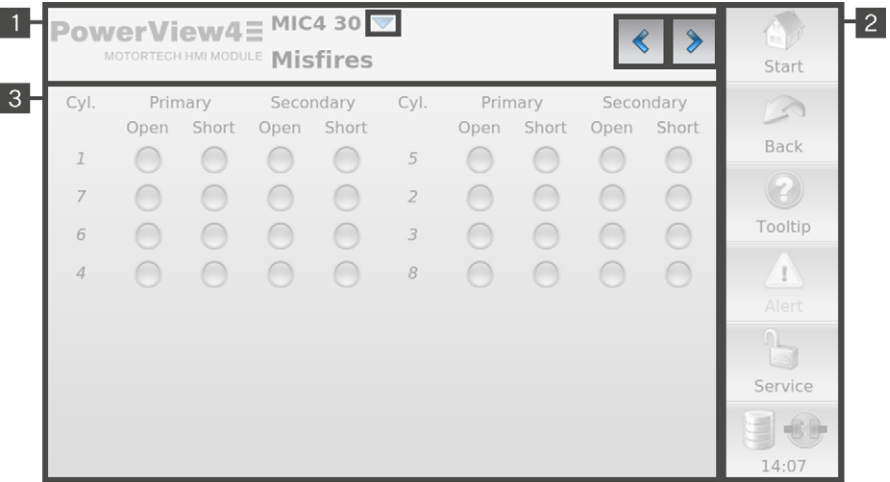 1
PowerView4 MIC4 30
MOTORTECH HMI MODULE Misfires
2
Start
3
Cyl. Primary Secondary Cyl. Primary Secondary
Open Short Open Short Open Short Open Short
1 5
7 2
6 3
4 8
Back
Tooltip
Alert
Service
14:07